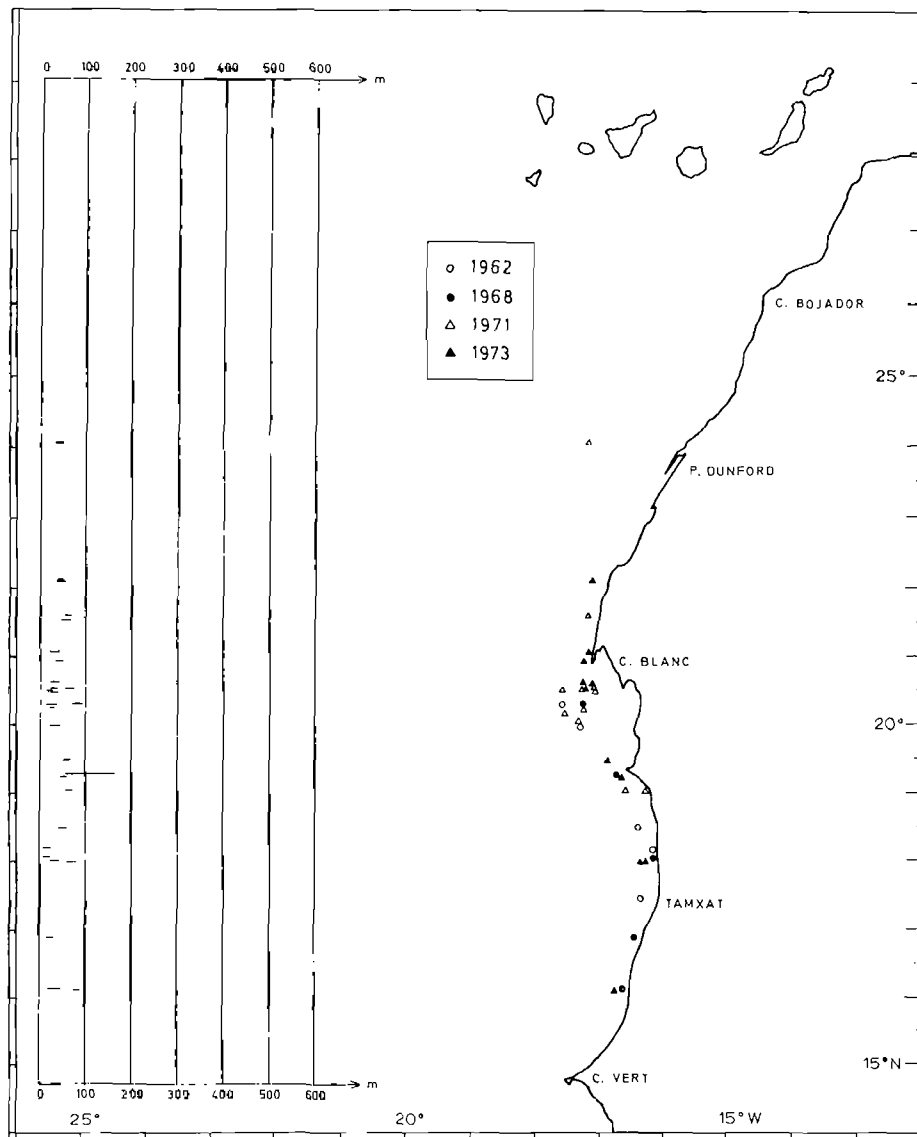 0 100 200 300 400 500 600 m
○ 1962
● 1968
△ 1971
▲ 1973
C. BOJADOR
25°
P. DUNFORD
C. BLANC
20°
TAMXAT
15°N
C. VERT
0 100 200 300 400 500 600 m
25° 20° 15°W